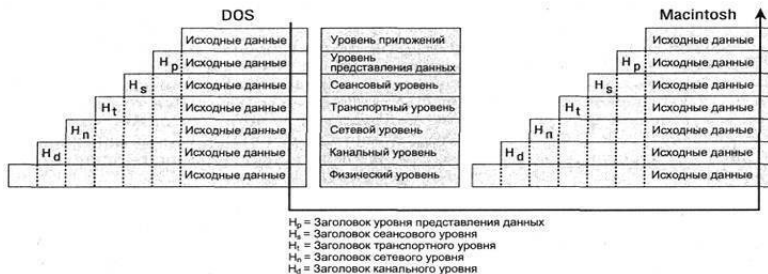 DOS
Macintosh
Исходные данные
Уровень приложений
Исходные данные
Hp
Исходные данные
Уровень
представления данных
Hp
Исходные данные
Hs
Исходные данные
Сеансовый уровень
Hs
Исходные данные
Ht
Исходные данные
Транспортный уровень
Ht
Исходные данные
Hn
Исходные данные
Сетевой уровень
Hn
Исходные данные
Hd
Исходные данные
Канальный уровень
Hd
Исходные данные
Исходные данные
Физический уровень
Исходные данные
Hp = Заголовок уровня представления данных
Hs = Заголовок сеансового уровня
Ht = Заголовок транспортного уровня
Hn = Заголовок сетевого уровня
Hd = Заголовок канального уровня